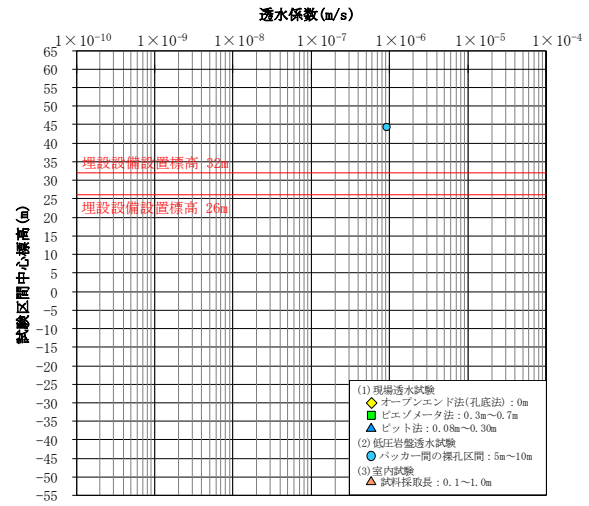 透水係数(m/s)
1×10⁻¹⁰ 1×10⁻⁹ 1×10⁻⁸ 1×10⁻⁷ 1×10⁻⁶ 1×10⁻⁵ 1×10⁻⁴
65
60
55
50
45
40
35
30
25
20
15
10
5
0
-5
-10
-15
-20
-25
-30
-35
-40
-45
-50
-55
試験区間中心標高(m)
埋設設備設置標高 32m
埋設設備設置標高 26m
(1)現場透水試験
オープンエンド法(孔底法):0m
ピエゾメータ法:0.3m～0.7m
ピット法:0.08m～0.30m
(2)低圧岩盤透水試験
パッカー間の裸孔区間:5m～10m
(3)室内試験
試料採取長:0.1～1.0m